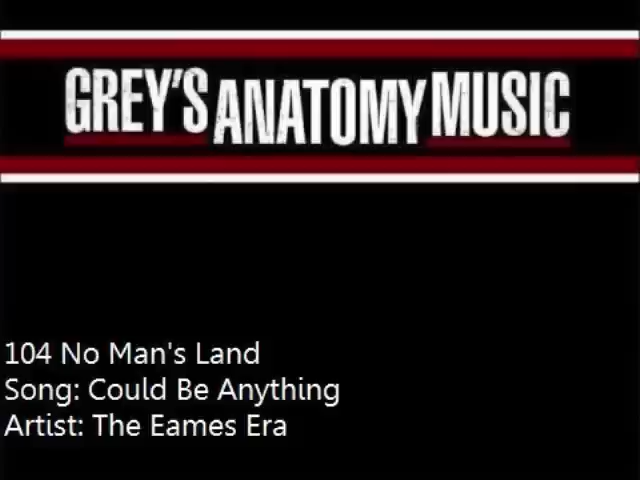 GREY'S ANATOMY MUSIC
104 No Man's Land
Song: Could Be Anything
Artist: The Eames Era